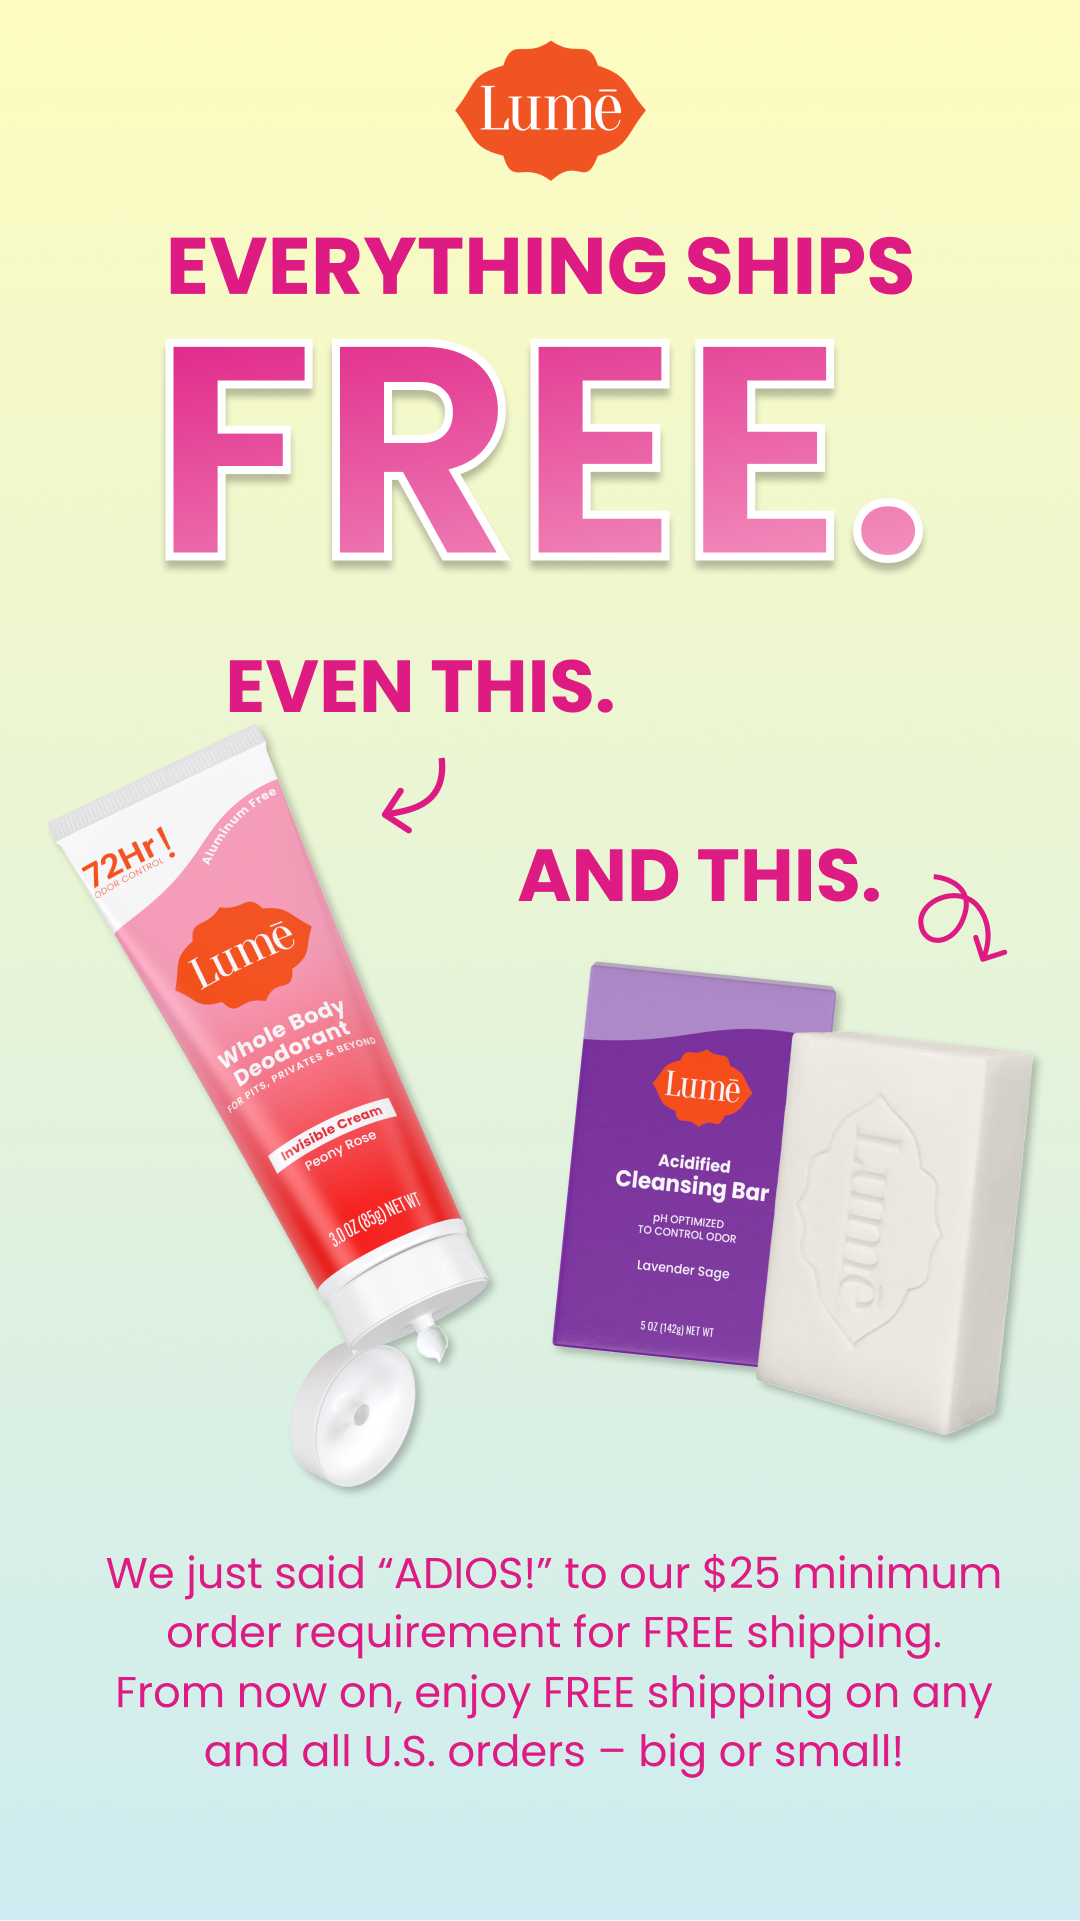 Lumē
EVERYTHING SHIPS
FREE.
EVEN THIS.
72Hr!
ODOR CONTROL
Aluminum Free
Lumē
Whole Body
Deodorant
FOR PITS, PRIVATES & BEYOND
Invisible Cream
Peony Rose
3.0 OZ (85g) NET WT
AND THIS.
Lumē
Acidified
Cleansing Bar
pH OPTIMIZED
TO CONTROL ODOR
Lavender Sage
5 OZ (142g) NET WT
Lumē
We just said “ADIOS!” to our $25 minimum
order requirement for FREE shipping.
From now on, enjoy FREE shipping on any
and all U.S. orders – big or small!